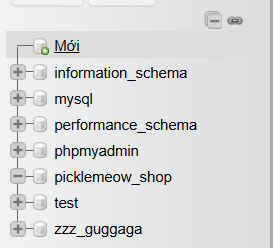 Mới
information_schema
mysql
performance_schema
phpmyadmin
picklemeow_shop
test
zzz_guggaga